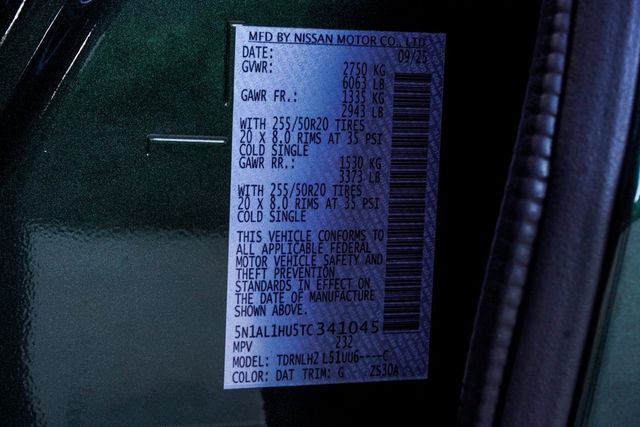 MFD BY NISSAN MOTOR CO., LTD
DATE: 09/25
GVWR: 2750 KG
6063 LB
GAWR FR.: 1335 KG
2943 LB
WITH 255/50R20 TIRES
20 X 8.0 RIMS AT 35 PSI
COLD SINGLE
GAWR RR.: 1530 KG
3373 LB
WITH 255/50R20 TIRES
20 X 8.0 RIMS AT 35 PSI
COLD SINGLE
THIS VEHICLE CONFORMS TO
ALL APPLICABLE FEDERAL
MOTOR VEHICLE SAFETY AND
THEFT PREVENTION
STANDARDS IN EFFECT ON
THE DATE OF MANUFACTURE
SHOWN ABOVE.
5N1AL1HU5TC341045
MPV 232
MODEL: TDRNLH2 L51UU6----C
COLOR: DAT TRIM: G ZS30A